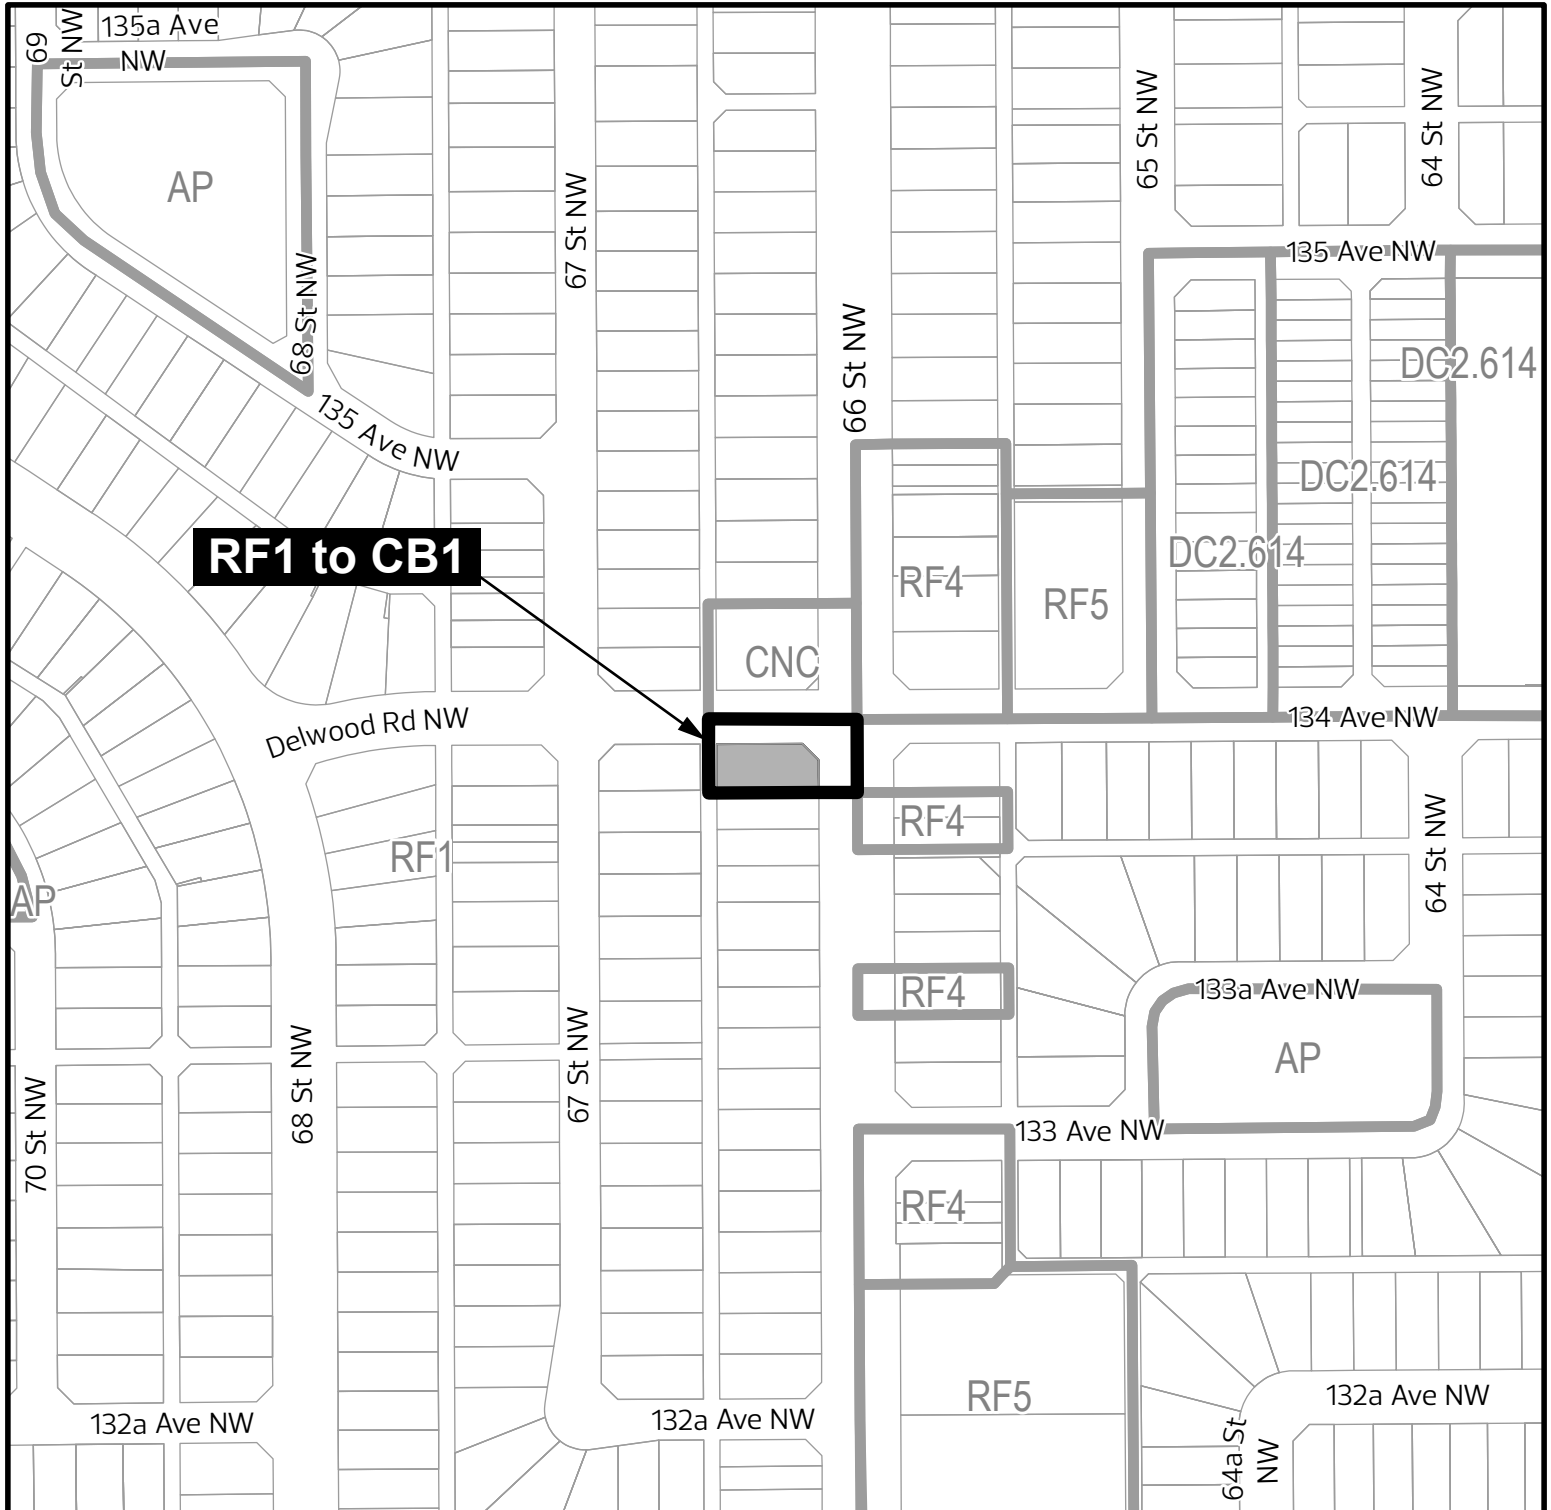 135a Ave
NW
69
St NW
AP
68 St NW
67 St NW
65 St NW
64 St NW
135 Ave NW
66 St NW
135 Ave NW
DC2.614
DC2.614
DC2.614
RF1 to CB1
RF4
RF5
CNC
Delwood Rd NW
134 Ave NW
RF4
RF1
64 St NW
AP
RF4
133a Ave NW
AP
67 St NW
68 St NW
70 St NW
133 Ave NW
RF4
RF5
132a Ave NW
132a Ave NW
132a Ave NW
64a St
NW